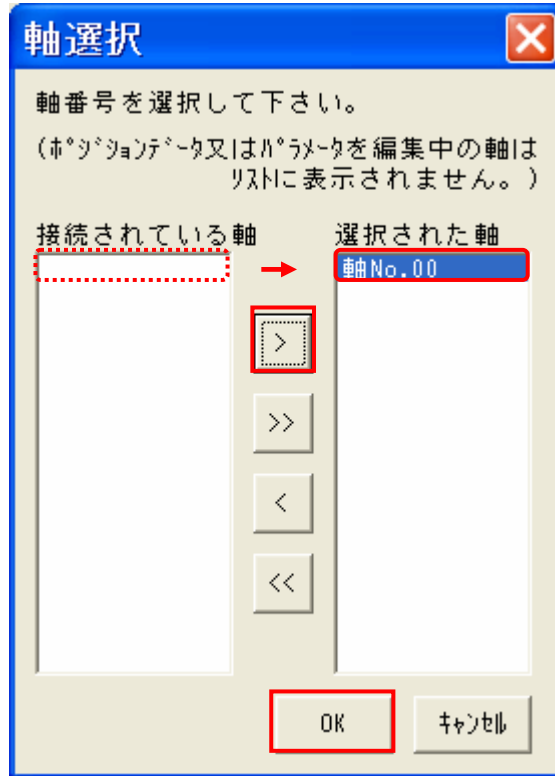 軸選択
軸番号を選択して下さい。
(ﾎﾟｼﾞｼｮﾝﾃﾞｰﾀ又はﾊﾟﾗﾒｰﾀを編集中の軸は
ﾘｽﾄに表示されません。)
接続されている軸 選択された軸
軸No.00
>
>>
<
<<
OK ｷｬﾝｾﾙ